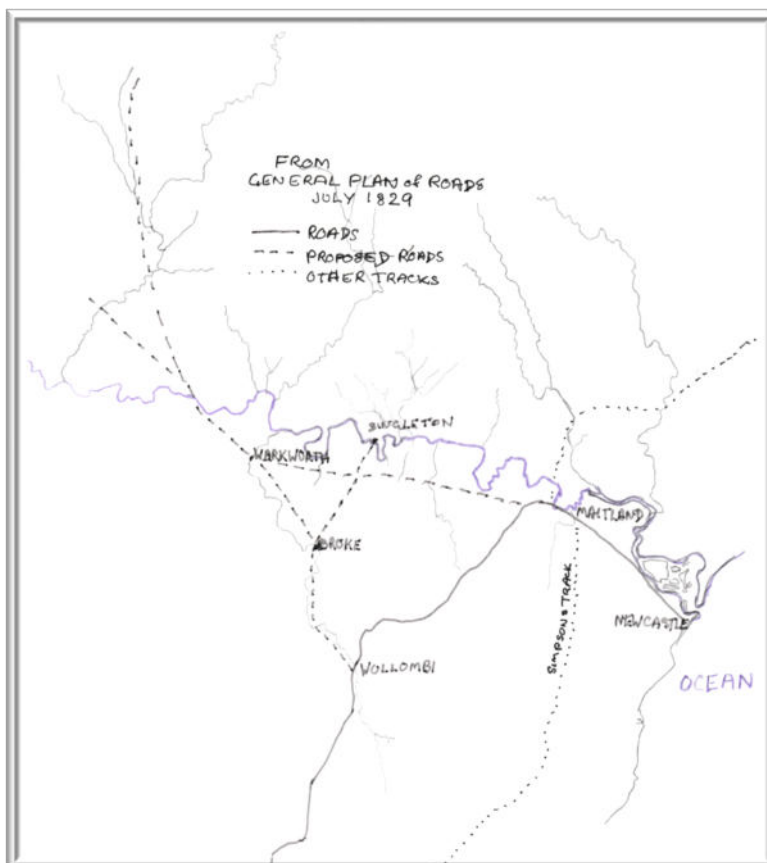 FROM
GENERAL PLAN of ROADS
JULY 1829
ROADS
PROPOSED ROADS
OTHER TRACKS
SINGLETON
WARKWORTH
MAITLAND
BROKE
SIMPSONS TRACK
NEWCASTLE
WOLLOMBI
OCEAN